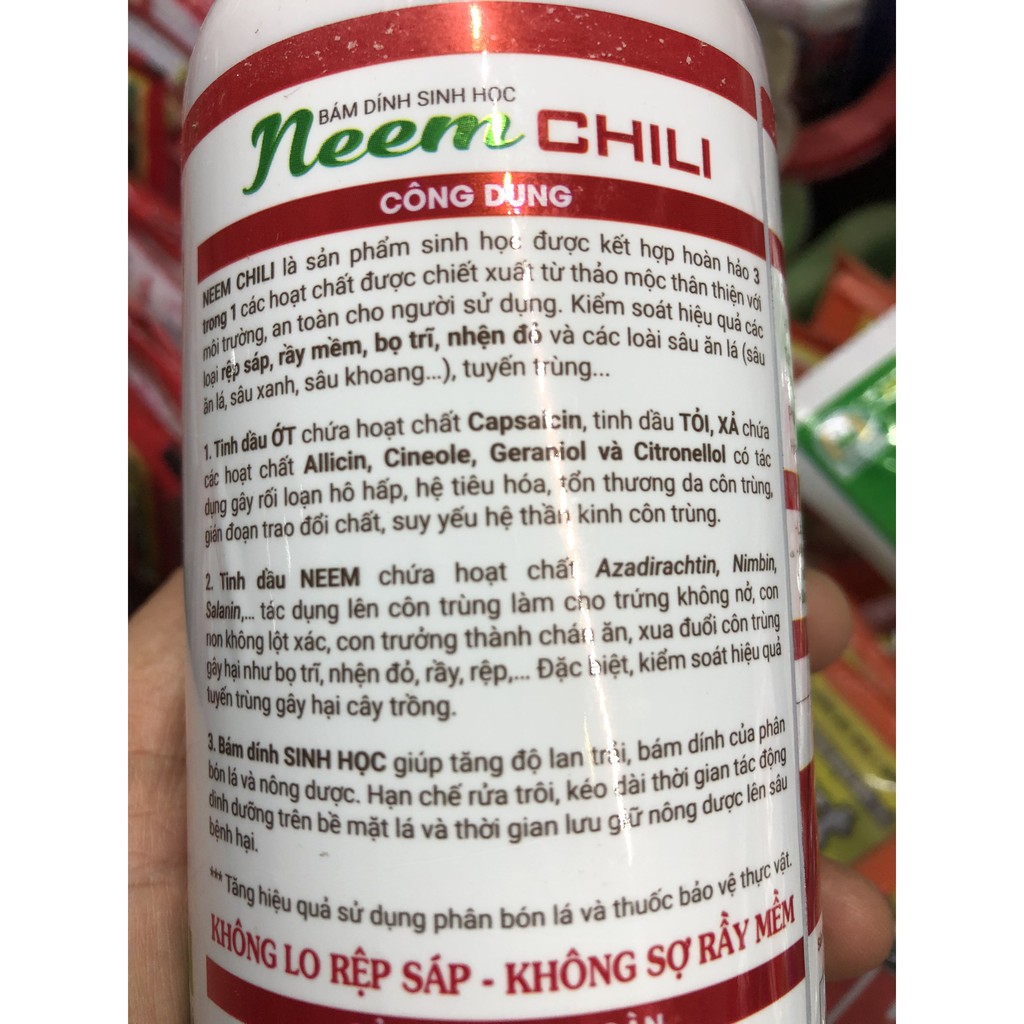 BÁM DÍNH SINH HỌC
Neem CHILI
CÔNG DỤNG
NEEM CHILI là sản phẩm sinh học được kết hợp hoàn hảo 3
trong 1 các hoạt chất được chiết xuất từ thảo mộc thân thiện với
môi trường, an toàn cho người sử dụng. Kiểm soát hiệu quả các
loại rệp sáp, rầy mềm, bọ trĩ, nhện đỏ và các loài sâu ăn lá (sâu
ăn lá, sâu xanh, sâu khoang...), tuyến trùng...
1. Tinh dầu ỚT chứa hoạt chất Capsaicin, tinh dầu TỎI, XẢ chứa
các hoạt chất Allicin, Cineole, Geraniol và Citronellol có tác
dụng gây rối loạn hô hấp, hệ tiêu hóa, tổn thương da côn trùng,
gián đoạn trao đổi chất, suy yếu hệ thần kinh côn trùng.
2. Tinh dầu NEEM chứa hoạt chất Azadirachtin, Nimbin,
Salanin,... tác dụng lên côn trùng làm cho trứng không nở, con
non không lột xác, con trưởng thành chán ăn, xua đuổi côn trùng
gây hại như bọ trĩ, nhện đỏ, rầy, rệp,... Đặc biệt, kiểm soát hiệu quả
tuyến trùng gây hại cây trồng.
3. Bám dính SINH HỌC giúp tăng độ lan trải, bám dính của phân
bón lá và nông dược. Hạn chế rửa trôi, kéo dài thời gian tác động
dinh dưỡng trên bề mặt lá và thời gian lưu giữ nông dược lên sâu
bệnh hại.
*** Tăng hiệu quả sử dụng phân bón lá và thuốc bảo vệ thực vật.
KHÔNG LO RỆP SÁP - KHÔNG SỢ RẦY MỀM